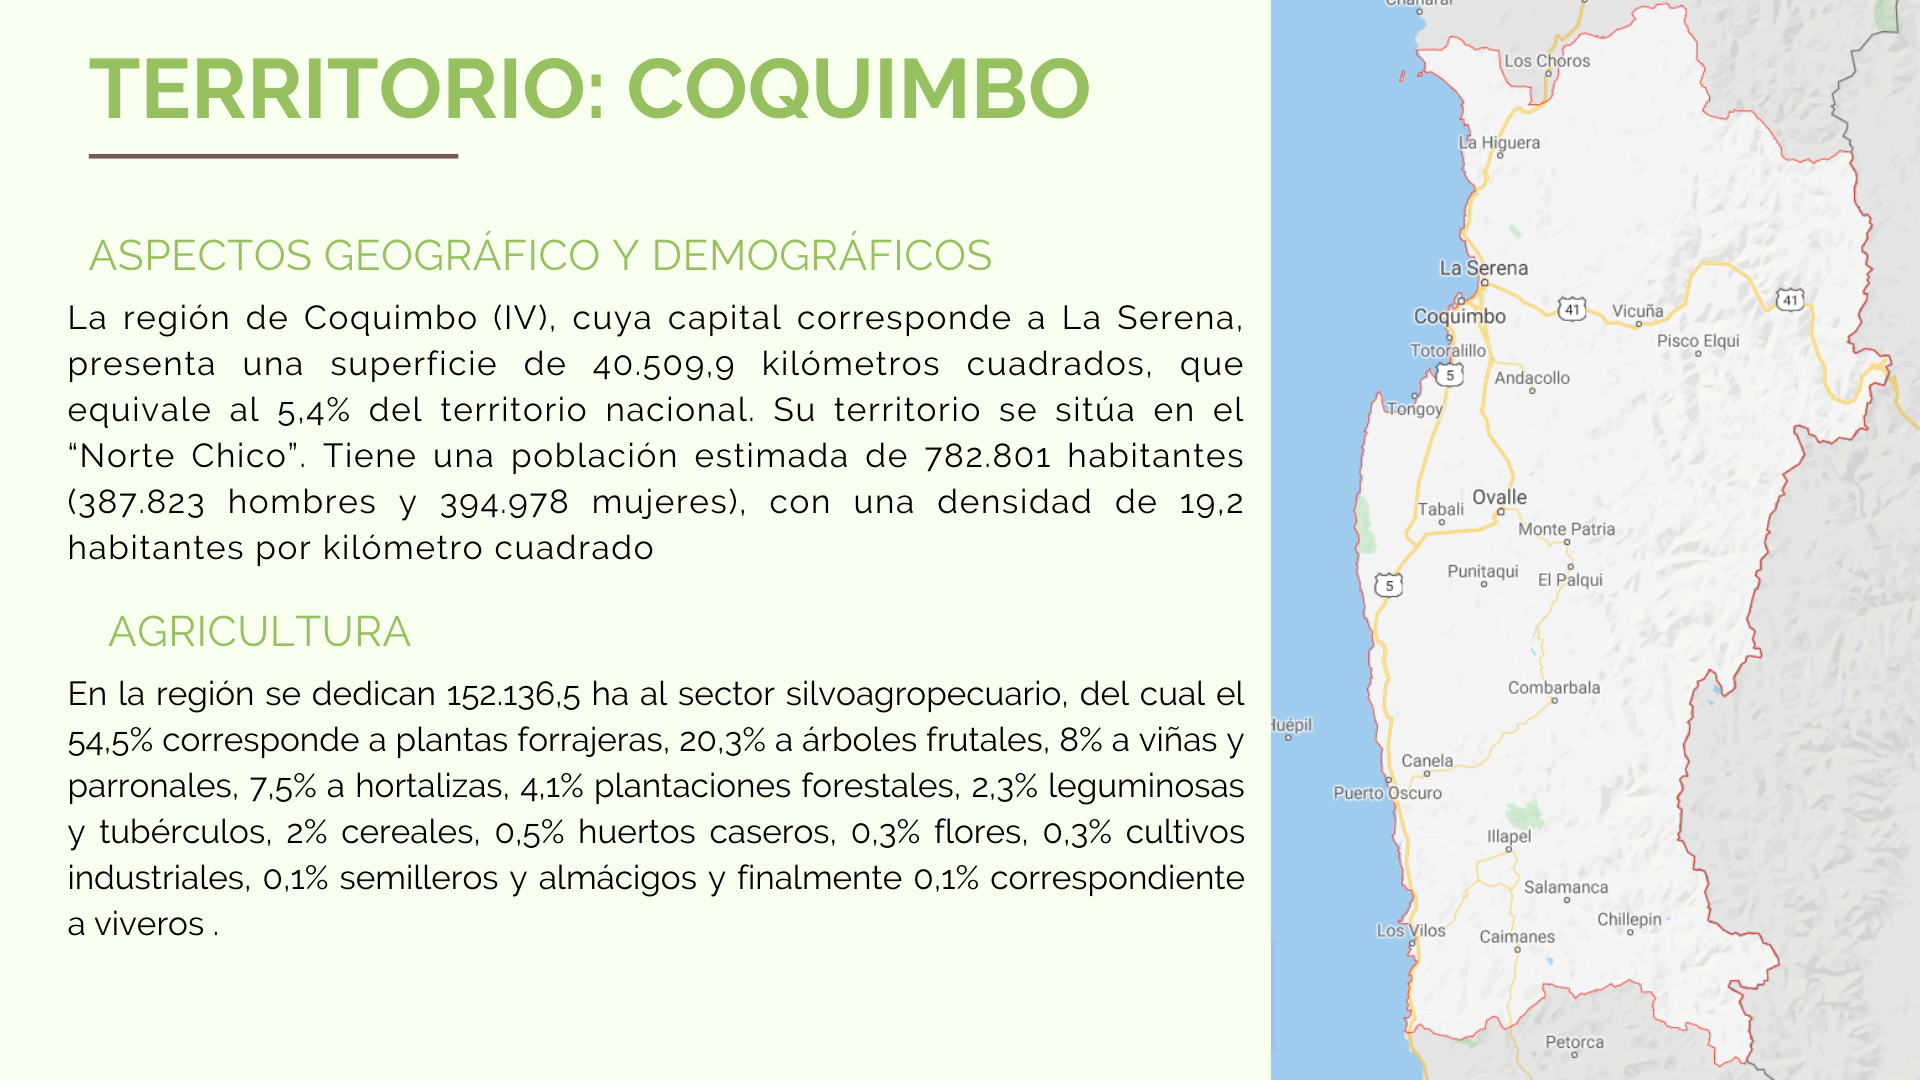 TERRITORIO: COQUIMBO
ASPECTOS GEOGRÁFICO Y DEMOGRÁFICOS
La región de Coquimbo (IV), cuya capital corresponde a La Serena,
presenta una superficie de 40.509,9 kilómetros cuadrados, que
equivale al 5,4% del territorio nacional. Su territorio se sitúa en el
“Norte Chico”. Tiene una población estimada de 782.801 habitantes
(387.823 hombres y 394.978 mujeres), con una densidad de 19,2
habitantes por kilómetro cuadrado
AGRICULTURA
En la región se dedican 152.136,5 ha al sector silvoagropecuario, del cual el
54,5% corresponde a plantas forrajeras, 20,3% a árboles frutales, 8% a viñas y
parronales, 7,5% a hortalizas, 4,1% plantaciones forestales, 2,3% leguminosas
y tubérculos, 2% cereales, 0,5% huertos caseros, 0,3% flores, 0,3% cultivos
industriales, 0,1% semilleros y almácigos y finalmente 0,1% correspondiente
a viveros .
Los Choros
La Higuera
La Serena
41
41
Coquimbo
Vicuña
Pisco Elqui
Totoralillo
5
Andacollo
Tongoy
Ovalle
Tabali
Monte Patria
Punitaqui
El Palqui
5
Combarbala
Huépil
Canela
Puerto Oscuro
Illapel
Salamanca
Chillepin
Los Vilos
Caimanes
Petorca